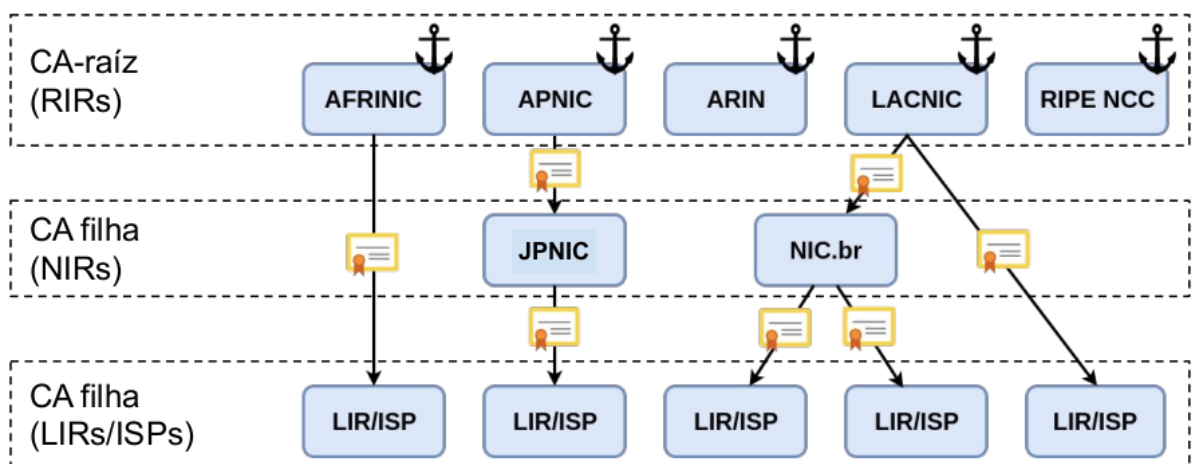 CA-raíz
(RIRs)
AFRINIC
APNIC
ARIN
LACNIC
RIPE NCC
CA filha
(NIRs)
JPNIC
NIC.br
CA filha
(LIRs/ISPs)
LIR/ISP
LIR/ISP
LIR/ISP
LIR/ISP
LIR/ISP